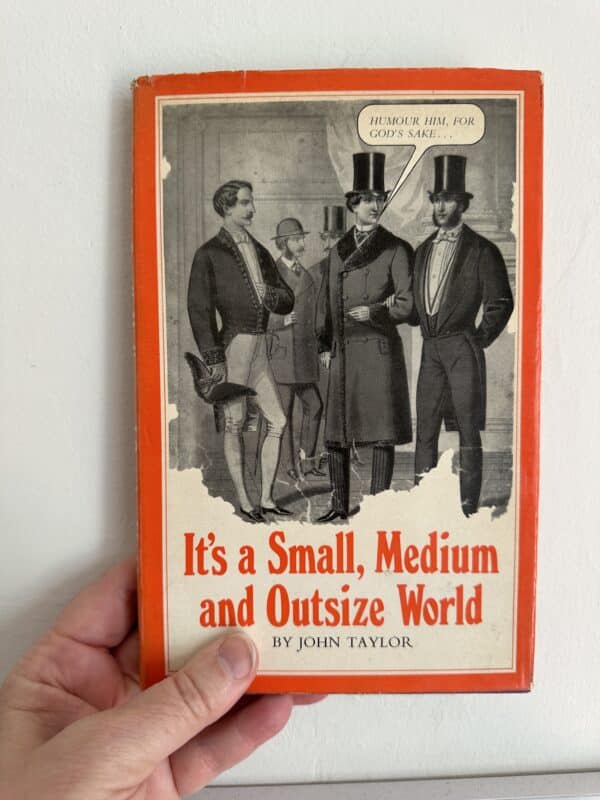 HUMOUR HIM, FOR
GOD'S SAKE...
It's a Small, Medium
and Outsize World
BY JOHN TAYLOR